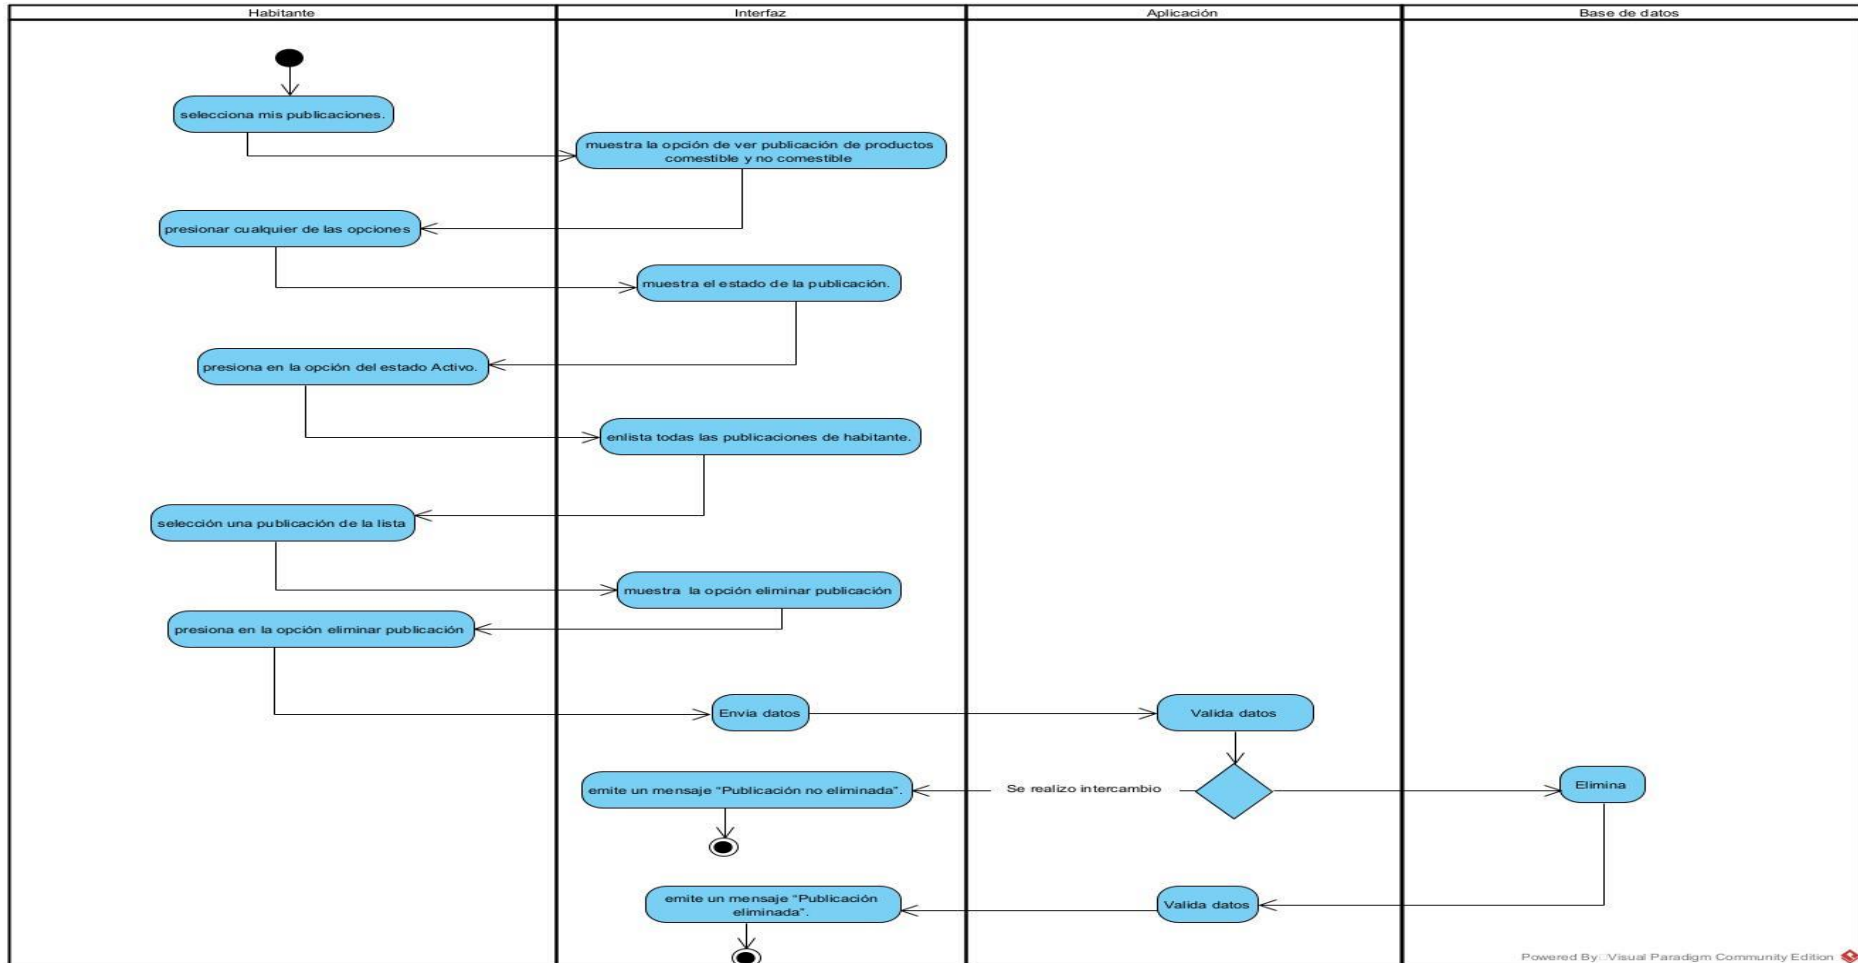 Habitante
Interfaz
Aplicación
Base de datos
selecciona mis publicaciones.
muestra la opción de ver publicación de productos
comestible y no comestible
presionar cualquier de las opciones
muestra el estado de la publicación.
presiona en la opción del estado Activo.
enlista todas las publicaciones de habitante.
selección una publicación de la lista
muestra la opción eliminar publicación
presiona en la opción eliminar publicación
Envia datos
Valida datos
emite un mensaje "Publicación no eliminada".
Se realizo intercambio
Elimina
emite un mensaje "Publicación
eliminada".
Valida datos
Powered By Visual Paradigm Community Edition